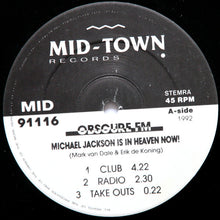 MID-TOWN
RECORDS
MID
91116
STEMRA
45 RPM
A-side
1992
OBSCURE FM
MICHAEL JACKSON IS IN HEAVEN NOW!
(Mark van Dale & Erik de Koning)
1 CLUB 4.22
2 RADIO 2.30
3 TAKE OUTS 0.22